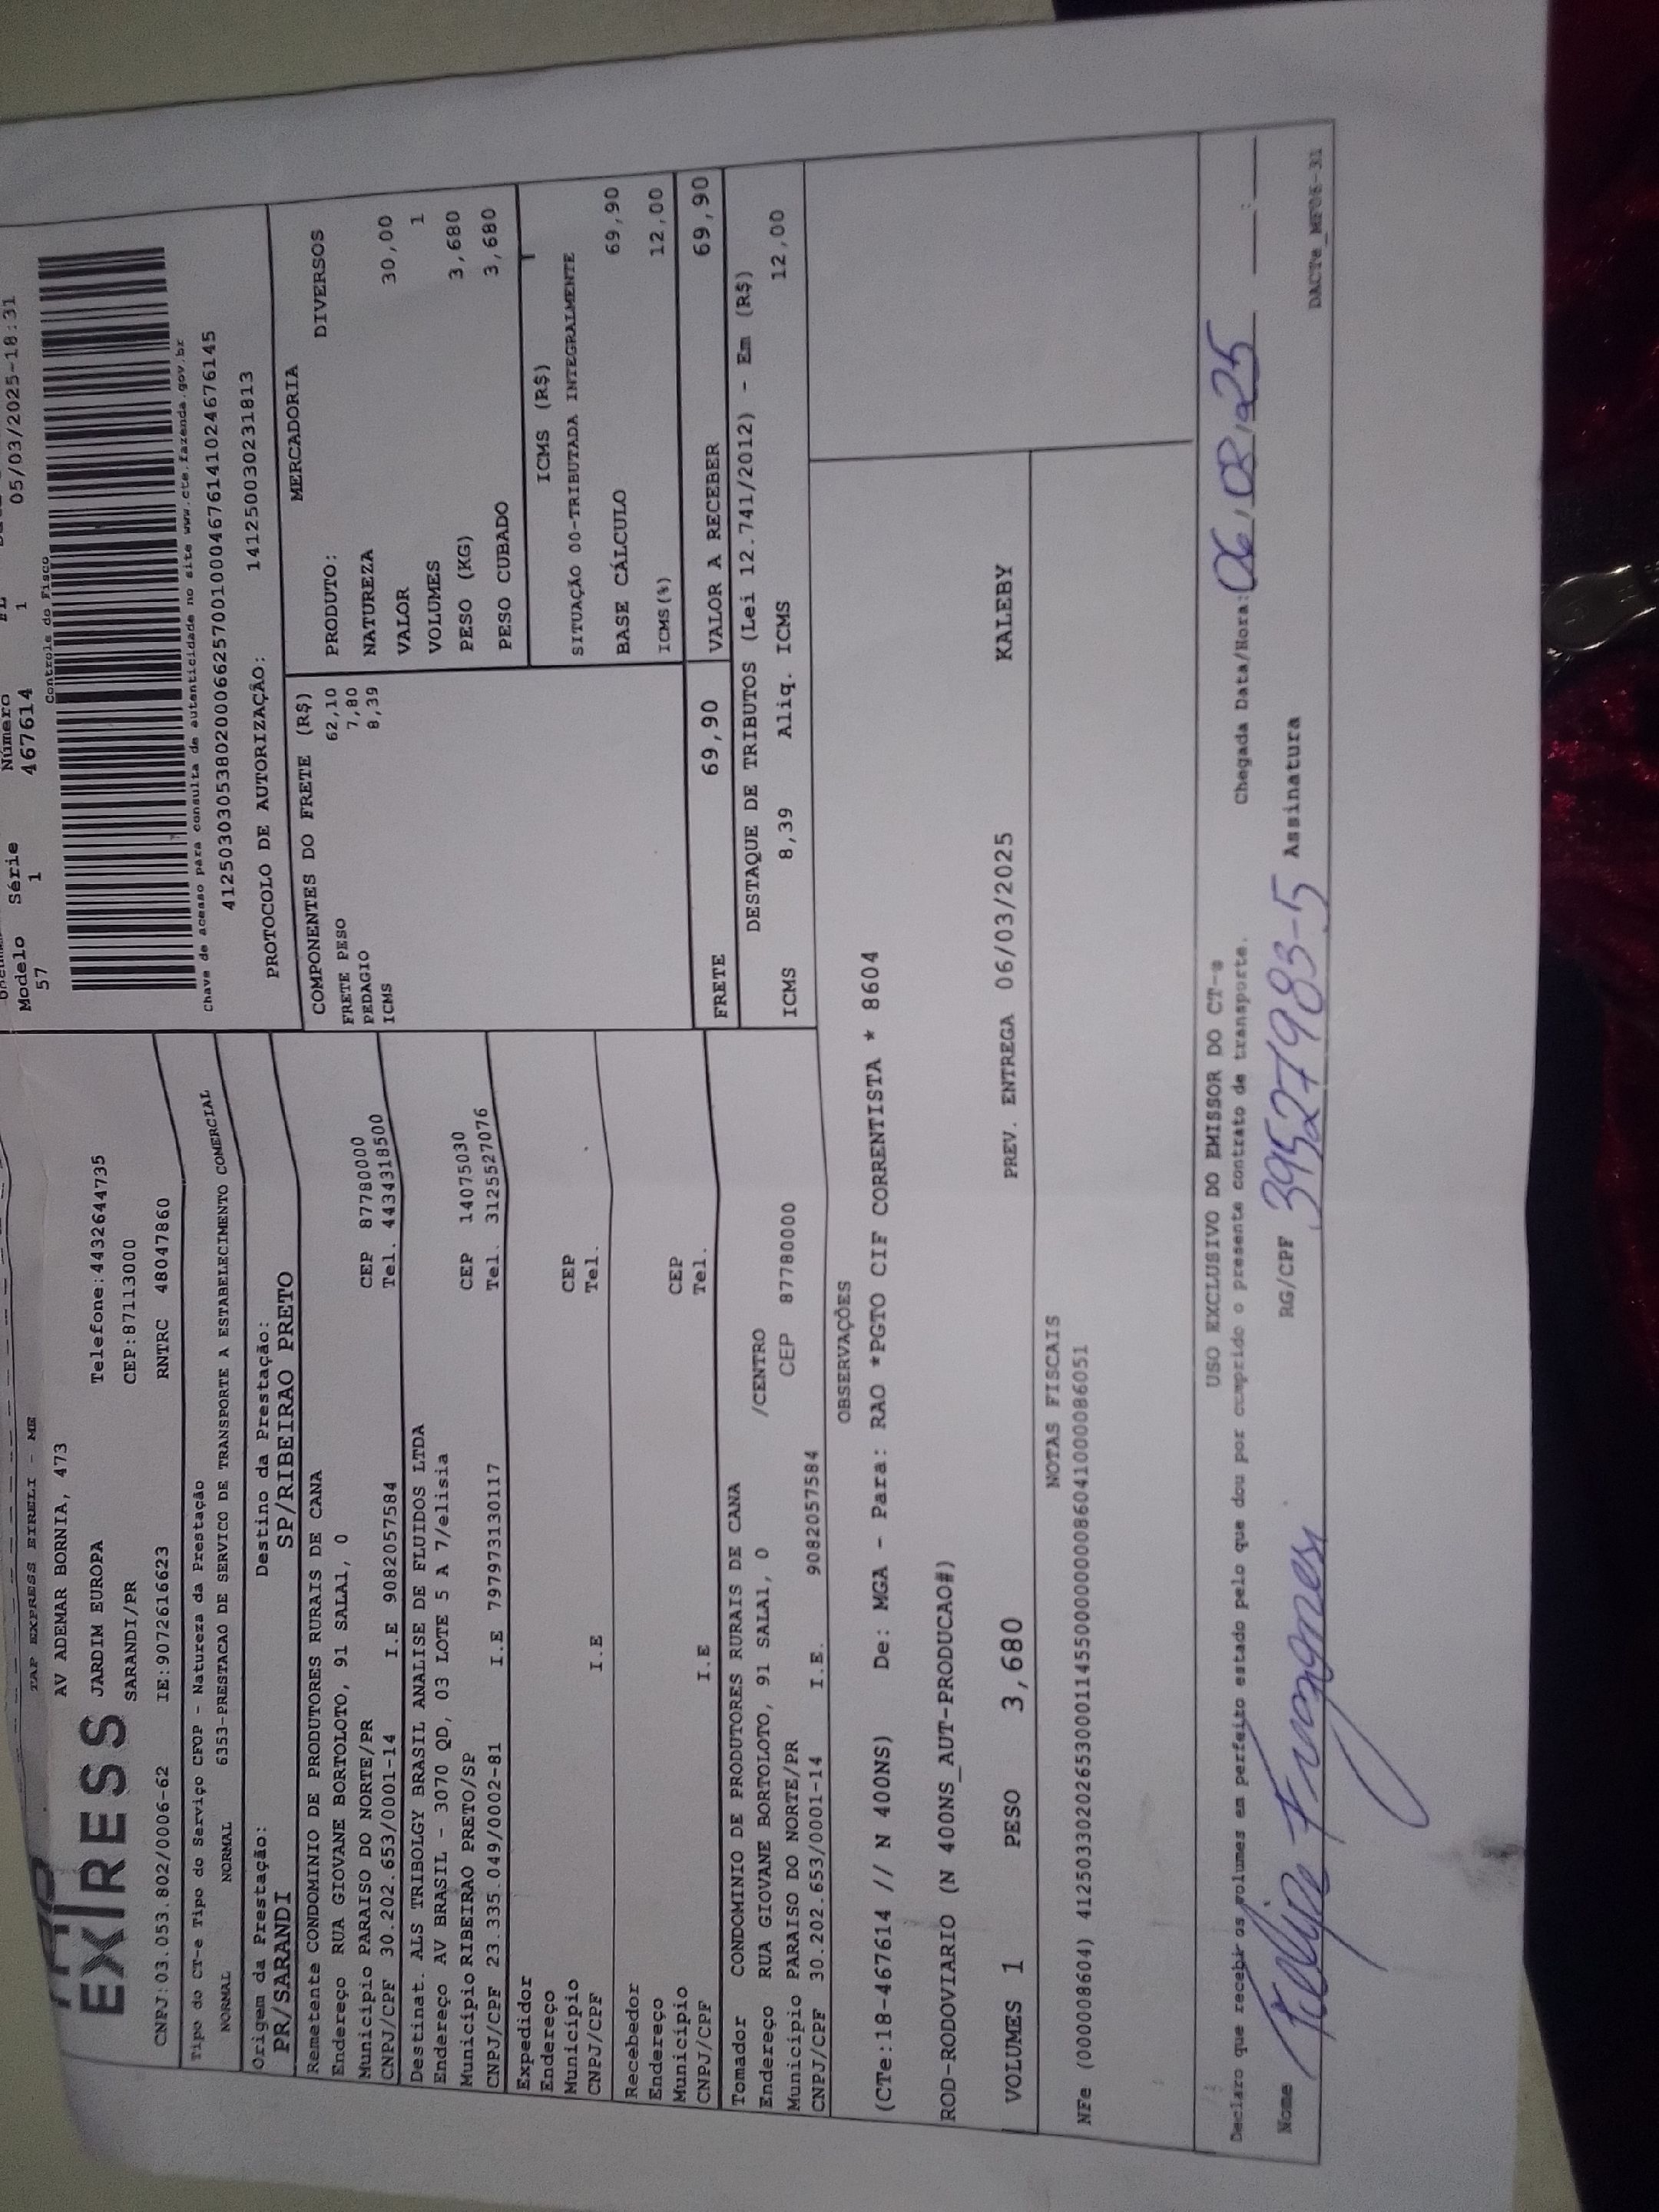 TAP EXPRESS EIRELI - ME
EXPRESS
AV ADEMAR BORNIA, 473
JARDIM EUROPA Telefone:4432644735
SARANDI/PR CEP:87113000
CNPJ:03.053.802/0006-62 IE:9072616623 RNTRC 48047860
Modelo Série Número
57 1 467614 1 05/03/2025-18:31
Controle do Fisco
Chave de acesso para consulta de autenticidade no site www.cte.fazenda.gov.br
41250303053802000662570010004676141024676145
PROTOCOLO DE AUTORIZAÇÃO: 141250030231813
Tipo do CT-e Tipo do Serviço CFOP - Natureza da Prestação
NORMAL NORMAL 6353-PRESTACAO DE SERVICO DE TRANSPORTE A ESTABELECIMENTO COMERCIAL
Origem da Prestação: Destino da Prestação:
PR/SARANDI SP/RIBEIRAO PRETO
Remetente CONDOMINIO DE PRODUTORES RURAIS DE CANA
Endereço RUA GIOVANE BORTOLOTO, 91 SALA1, 0
Município PARAISO DO NORTE/PR CEP 87780000
CNPJ/CPF 30.202.653/0001-14 I.E 9082057584 Tel. 4434318500
Destinat. ALS TRIBOLGY BRASIL ANALISE DE FLUIDOS LTDA
Endereço AV BRASIL - 3070 QD, 03 LOTE 5 A 7/elisia
Município RIBEIRAO PRETO/SP CEP 14075030
CNPJ/CPF 23.335.049/0002-81 I.E 797973130117 Tel. 3125527076
Expedidor
Endereço
Município CEP
CNPJ/CPF I.E Tel.
Recebedor
Endereço
Município CEP
CNPJ/CPF I.E Tel.
Tomador CONDOMINIO DE PRODUTORES RURAIS DE CANA
Endereço RUA GIOVANE BORTOLOTO, 91 SALA1, 0 /CENTRO
Município PARAISO DO NORTE/PR CEP 87780000
CNPJ/CPF 30.202.653/0001-14 I.E. 9082057584
COMPONENTES DO FRETE (R$)
FRETE PESO 62,10
PEDAGIO 7,80
ICMS 8,39
MERCADORIA
PRODUTO: DIVERSOS
NATUREZA
VALOR 30,00
VOLUMES 1
PESO (KG) 3,680
PESO CUBADO 3,680
ICMS (R$)
SITUAÇÃO 00-TRIBUTADA INTEGRALMENTE
BASE CÁLCULO 69,90
ICMS(%) 12,00
FRETE 69,90 VALOR A RECEBER 69,90
DESTAQUE DE TRIBUTOS (Lei 12.741/2012) - Em (R$)
ICMS 8,39 Aliq. ICMS 12,00
OBSERVAÇÕES
(CTe:18-467614 // N 400NS) De: MGA - Para: RAO *PGTO CIF CORRENTISTA * 8604
ROD-RODOVIARIO (N 400NS_AUT-PRODUCAO#)
VOLUMES 1 PESO 3,680 PREV. ENTREGA 06/03/2025 KALEBY
NOTAS FISCAIS
NFe (000008604) 41250330202653000114550000000086041000086051
USO EXCLUSIVO DO EMISSOR DO CT-e
Declaro que receber os volumes em perfeito estado pelo que dou por cumprido o presente contrato de transporte. Chegada Data/Hora: 06/03/25 :
Nome Fellipe RG/CPF 39527983-5 Assinatura
DACTe_MF06-31